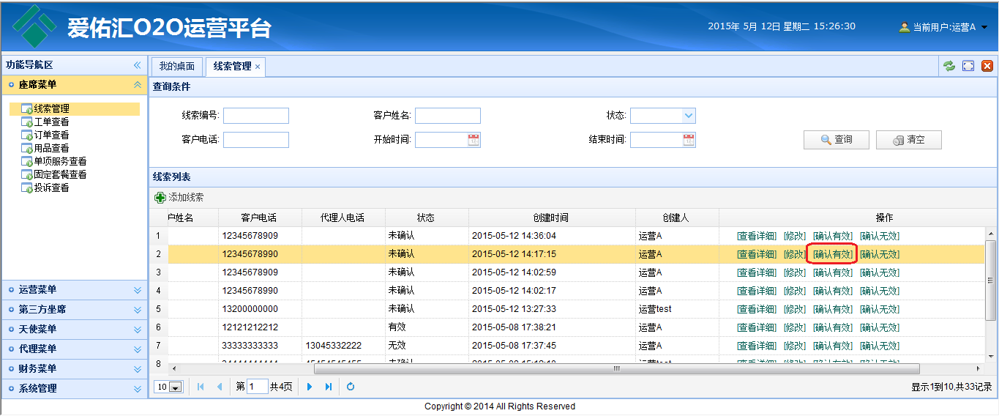 爱佑汇O2O运营平台
2015年 5月 12日 星期二 15:26:30
当前用户:运营A
功能导航区
我的桌面
线索管理
座席菜单
线索管理
工单查看
订单查看
用品查看
单项服务查看
固定套餐查看
投诉查看
运营菜单
第三方坐席
天使菜单
代理菜单
财务菜单
系统管理
查询条件
线索编号: 客户姓名: 状态:
客户电话: 开始时间: 结束时间: 查询 清空
线索列表
添加线索
户姓名 客户电话 代理人电话 状态 创建时间 创建人 操作
1 12345678909 未确认 2015-05-12 14:36:04 运营A [查看详细] [修改] [确认有效] [确认无效]
2 12345678990 未确认 2015-05-12 14:17:15 运营A [查看详细] [修改] [确认有效] [确认无效]
3 12345678909 未确认 2015-05-12 14:02:59 运营A [查看详细] [修改] [确认有效] [确认无效]
4 12345678990 未确认 2015-05-12 14:02:17 运营A [查看详细] [修改] [确认有效] [确认无效]
5 13200000000 未确认 2015-05-12 13:27:33 运营test [查看详细] [修改] [确认有效] [确认无效]
6 12121212212 有效 2015-05-08 17:38:21 运营A [查看详细] [修改] [确认有效] [确认无效]
7 33333333333 13045332222 无效 2015-05-08 17:37:45 运营A [查看详细] [修改] [确认有效] [确认无效]
8
10 第 1 共4页 显示1到10,共33记录
Copyright © 2014 All Rights Reserved